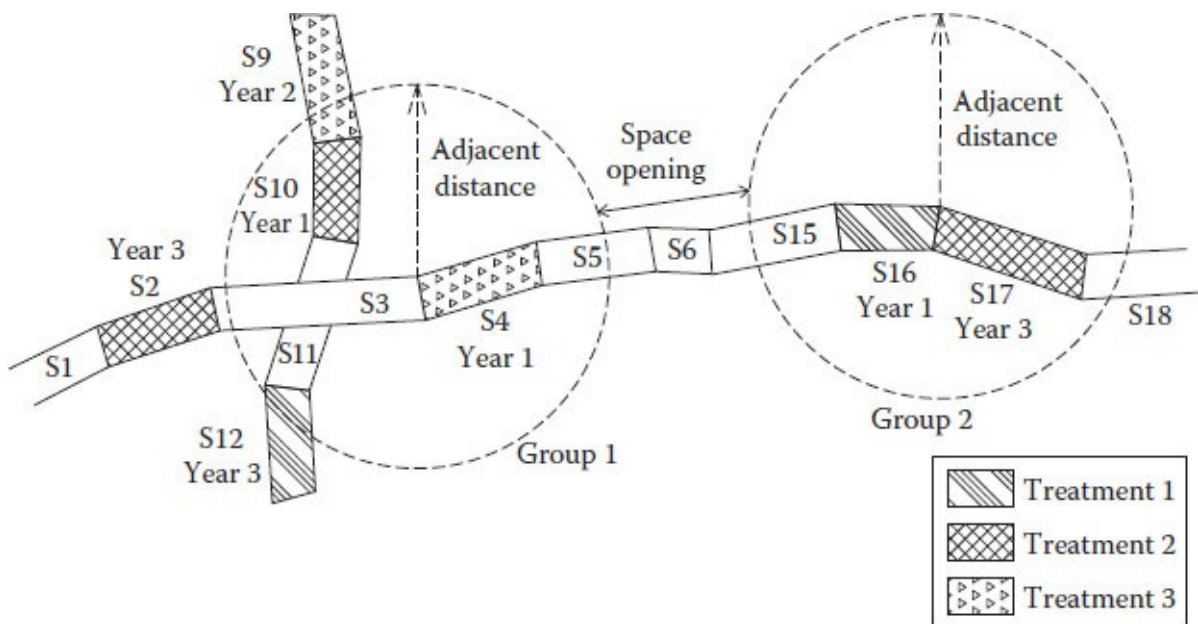 S9
Year 2
Adjacent
distance
Space
opening
Adjacent
distance
S10
Year 1
Year 3
S2
S1
S3
S4
Year 1
S5
S6
S15
S16
Year 1
S17
Year 3
S18
S11
S12
Year 3
Group 1
Group 2
Treatment 1
Treatment 2
Treatment 3